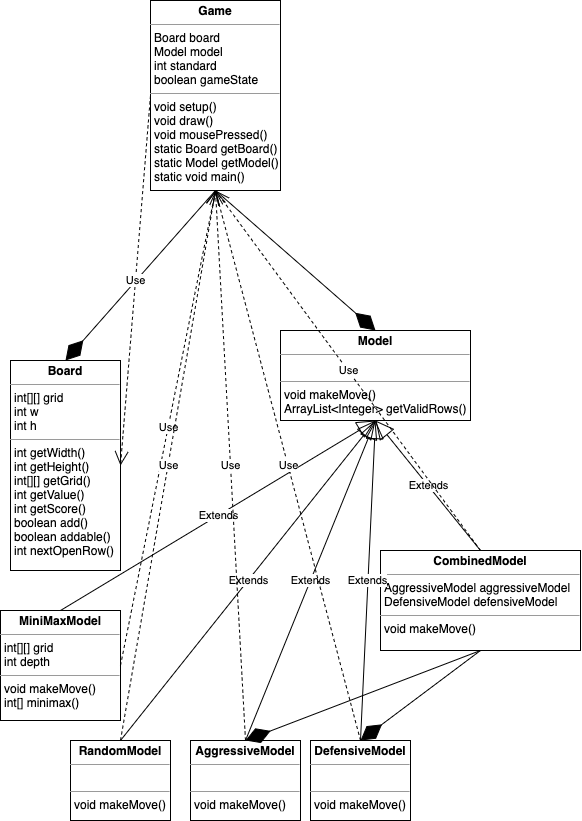 Game
Board board
Model model
int standard
boolean gameState
void setup()
void draw()
void mousePressed()
static Board getBoard()
static Model getModel()
static void main()
Use
Board
int[][] grid
int w
int h
int getWidth()
int getHeight()
int[][] getGrid()
int getValue()
int getScore()
boolean add()
boolean addable()
int nextOpenRow()
Model
Use
void makeMove()
ArrayList<Integer> getValidRows()
Use
Use
Use
Use
Extends
Extends
Extends
Extends
Extends
CombinedModel
AggressiveModel aggressiveModel
DefensiveModel defensiveModel
void makeMove()
MiniMaxModel
int[][] grid
int depth
void makeMove()
int[] minimax()
RandomModel
void makeMove()
AggressiveModel
void makeMove()
DefensiveModel
void makeMove()